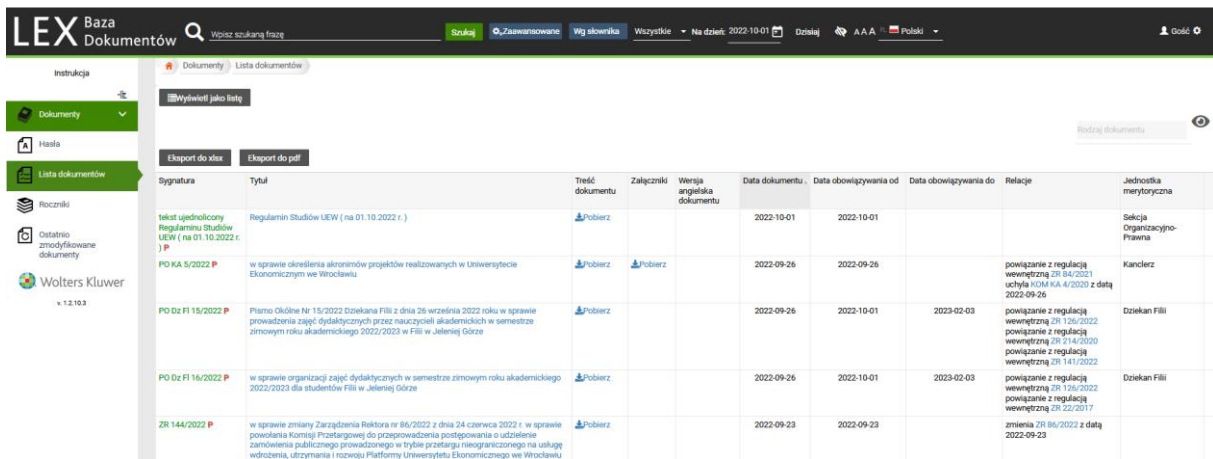 LEX Baza
Dokumentów
Wpisz szukaną frazę
Szukaj
Zaawansowane
Wg słownika
Wszystkie
Na dzień: 2022-10-01
Dzisiaj
A A A
Polski
Gość
Instrukcja
Dokumenty
Hasła
Lista dokumentów
Roczniki
Ostatnio
zmodyfikowane
dokumenty
Wolters Kluwer
v. 1.2.10.3
Dokumenty Lista dokumentów
Wyświetl jako listę
Rodzaj dokumentu
Eksport do xlsx Eksport do pdf
Sygnatura
Tytuł
Treść
dokumentu
Załączniki
Wersja
angielska
dokumentu
Data dokumentu
Data obowiązywania od
Data obowiązywania do
Relacje
Jednostka
merytoryczna
tekst ujednolicony
Regulaminu Studiów
UEW ( na 01.10.2022 r.
) P
Regulamin Studiów UEW ( na 01.10.2022 r. )
Pobierz
2022-10-01
2022-10-01
Sekcja
Organizacyjno-
Prawna
PO KA 5/2022 P
w sprawie określenia akronimów projektów realizowanych w Uniwersytecie
Ekonomicznym we Wrocławiu
Pobierz
Pobierz
2022-09-26
2022-09-26
powiązanie z regulacją
wewnętrzną ZR 84/2021
uchyla KOM KA 4/2020 z datą
2022-09-26
Kanclerz
PO Dz Fl 15/2022 P
Pismo Okólne Nr 15/2022 Dziekana Filii z dnia 26 września 2022 roku w sprawie
prowadzenia zajęć dydaktycznych przez nauczycieli akademickich w semestrze
zimowym roku akademickiego 2022/2023 w Filii w Jeleniej Górze
Pobierz
2022-09-26
2022-10-01
2023-02-03
powiązanie z regulacją
wewnętrzną ZR 126/2022
powiązanie z regulacją
wewnętrzną ZR 214/2020
powiązanie z regulacją
wewnętrzną ZR 141/2022
Dziekan Filii
PO Dz Fl 16/2022 P
w sprawie organizacji zajęć dydaktycznych w semestrze zimowym roku akademickiego
2022/2023 dla studentów Filii w Jeleniej Górze
Pobierz
2022-09-26
2022-10-01
2023-02-03
powiązanie z regulacją
wewnętrzną ZR 126/2022
powiązanie z regulacją
wewnętrzną ZR 22/2017
Dziekan Filii
ZR 144/2022 P
w sprawie zmiany Zarządzenia Rektora nr 86/2022 z dnia 24 czerwca 2022 r. w sprawie
powołania Komisji Przetargowej do przeprowadzenia postępowania o udzielenie
zamówienia publicznego prowadzonego w trybie przetargu nieograniczonego na usługę
wdrożenia, utrzymania i rozwoju Platformy Uniwersytetu Ekonomicznego we Wrocławiu
Pobierz
2022-09-23
2022-09-23
zmienia ZR 86/2022 z datą
2022-09-23